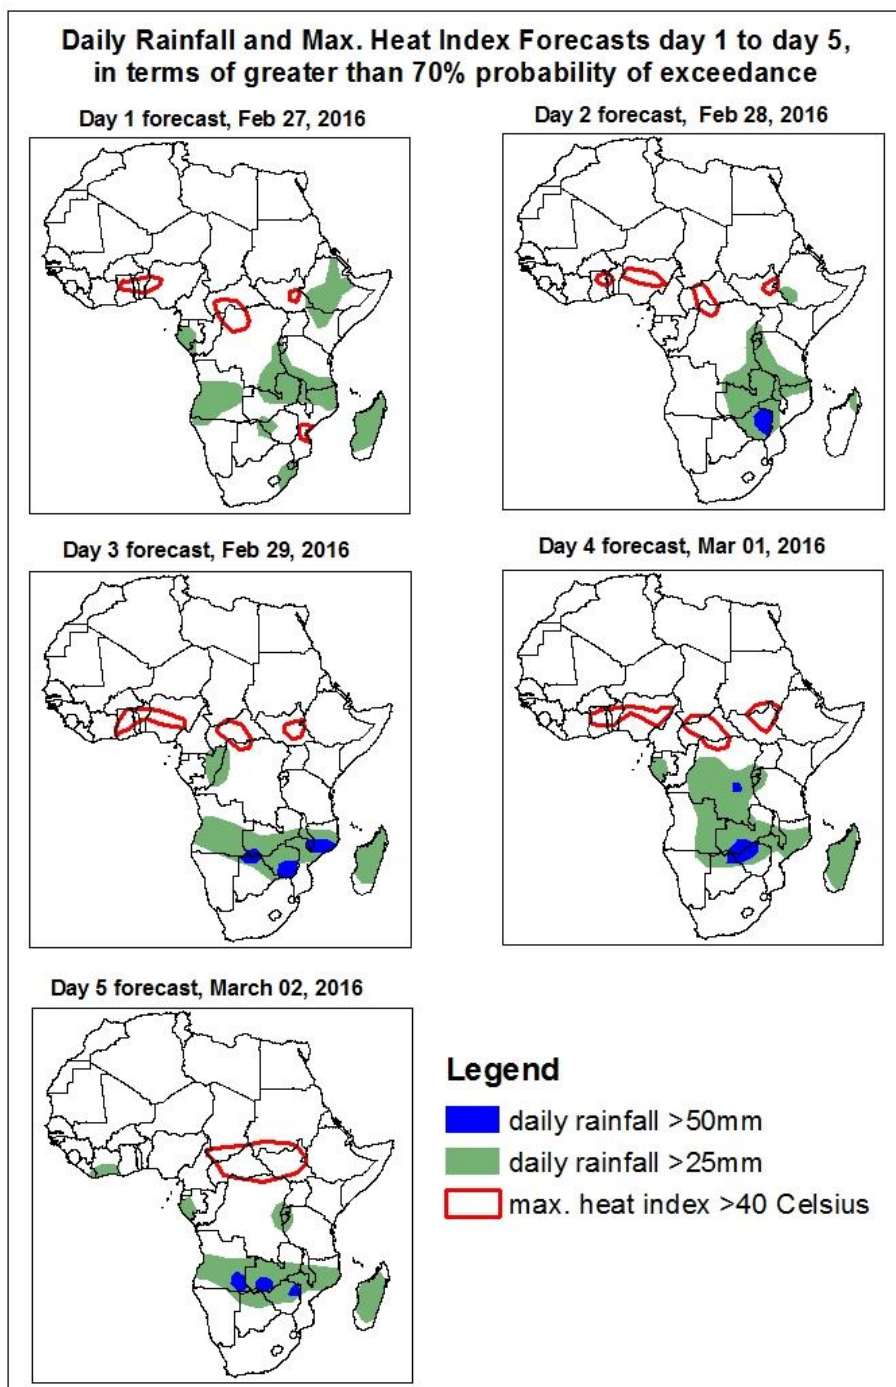 Daily Rainfall and Max. Heat Index Forecasts day 1 to day 5,
in terms of greater than 70% probability of exceedance
Day 1 forecast, Feb 27, 2016
Day 2 forecast, Feb 28, 2016
Day 3 forecast, Feb 29, 2016
Day 4 forecast, Mar 01, 2016
Day 5 forecast, March 02, 2016
Legend
daily rainfall >50mm
daily rainfall >25mm
max. heat index >40 Celsius